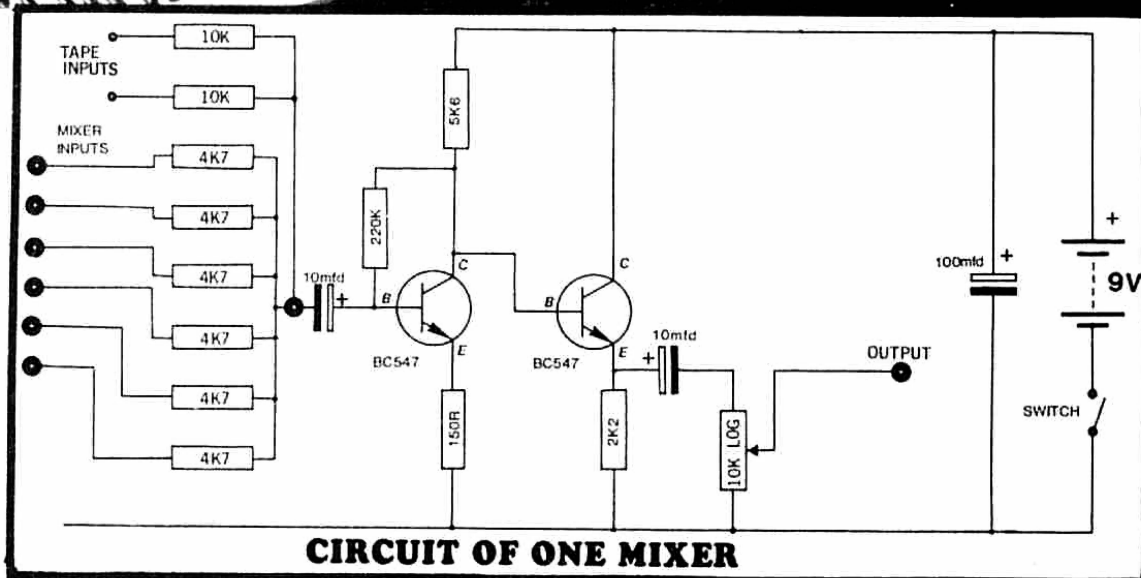 TAPE
INPUTS
10K
10K
MIXER
INPUTS
4K7
4K7
4K7
4K7
4K7
4K7
10mfd
+
220K
5K6
B
C
E
BC547
150R
B
C
E
BC547
2K2
+
10mfd
10K LOG
OUTPUT
100mfd
+
+
9V
SWITCH
CIRCUIT OF ONE MIXER